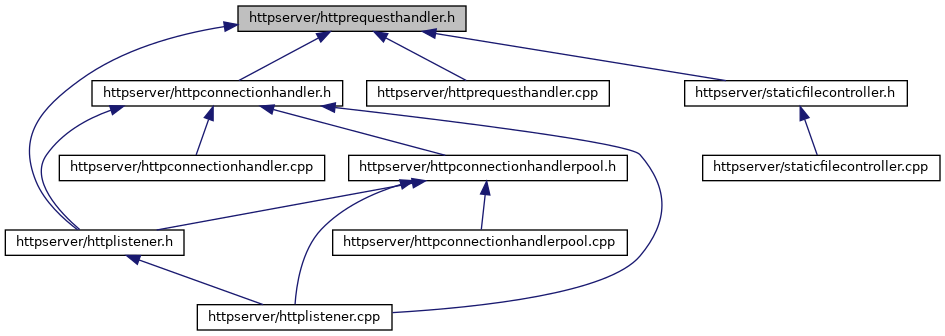 httpserver/httprequesthandler.h
httpserver/httpconnectionhandler.h
httpserver/httprequesthandler.cpp
httpserver/staticfilecontroller.h
httpserver/httpconnectionhandler.cpp
httpserver/httpconnectionhandlerpool.h
httpserver/staticfilecontroller.cpp
httpserver/httplistener.h
httpserver/httpconnectionhandlerpool.cpp
httpserver/httplistener.cpp